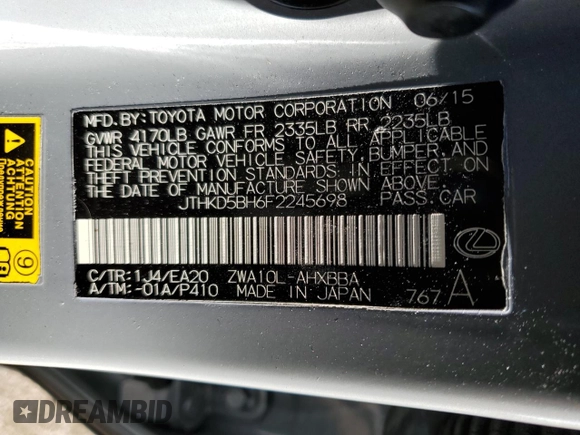 MFD. BY: TOYOTA MOTOR CORPORATION 06/15
GVWR 4170LB GAWR FR 2335LB RR 2235LB
THIS VEHICLE CONFORMS TO ALL APPLICABLE
FEDERAL MOTOR VEHICLE SAFETY, BUMPER, AND
THEFT PREVENTION STANDARDS IN EFFECT ON
THE DATE OF MANUFACTURE SHOWN ABOVE.
JTHKD5BH6F2245698 PASS. CAR
C/TR: 1J4/EA20 ZWA10L-AHXBBA
A/TM: -01A/P410 MADE IN JAPAN 767 A
CAUTION
ATTENTION
ACHTUNG
9
DREAMBID